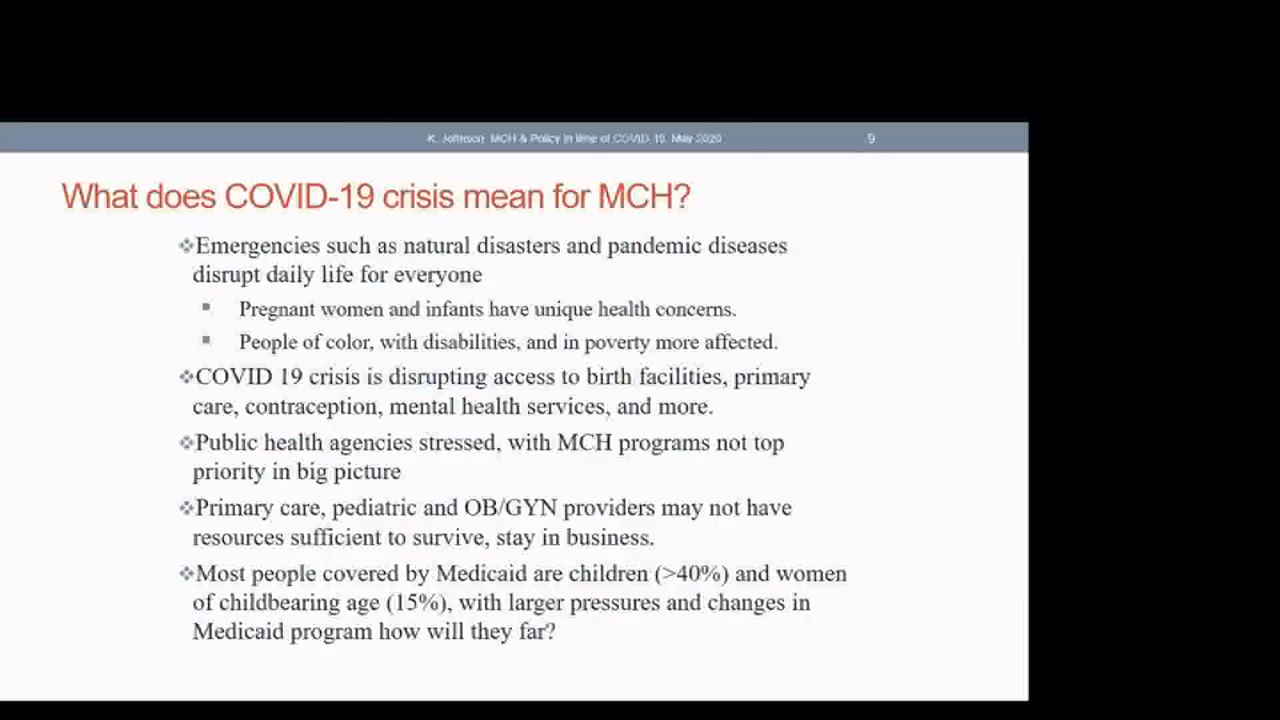 K. Johnson. MCH & Policy in time of COVID-19. May 2020
9
What does COVID-19 crisis mean for MCH?
Emergencies such as natural disasters and pandemic diseases
disrupt daily life for everyone
Pregnant women and infants have unique health concerns.
People of color, with disabilities, and in poverty more affected.
COVID 19 crisis is disrupting access to birth facilities, primary
care, contraception, mental health services, and more.
Public health agencies stressed, with MCH programs not top
priority in big picture
Primary care, pediatric and OB/GYN providers may not have
resources sufficient to survive, stay in business.
Most people covered by Medicaid are children (>40%) and women
of childbearing age (15%), with larger pressures and changes in
Medicaid program how will they far?